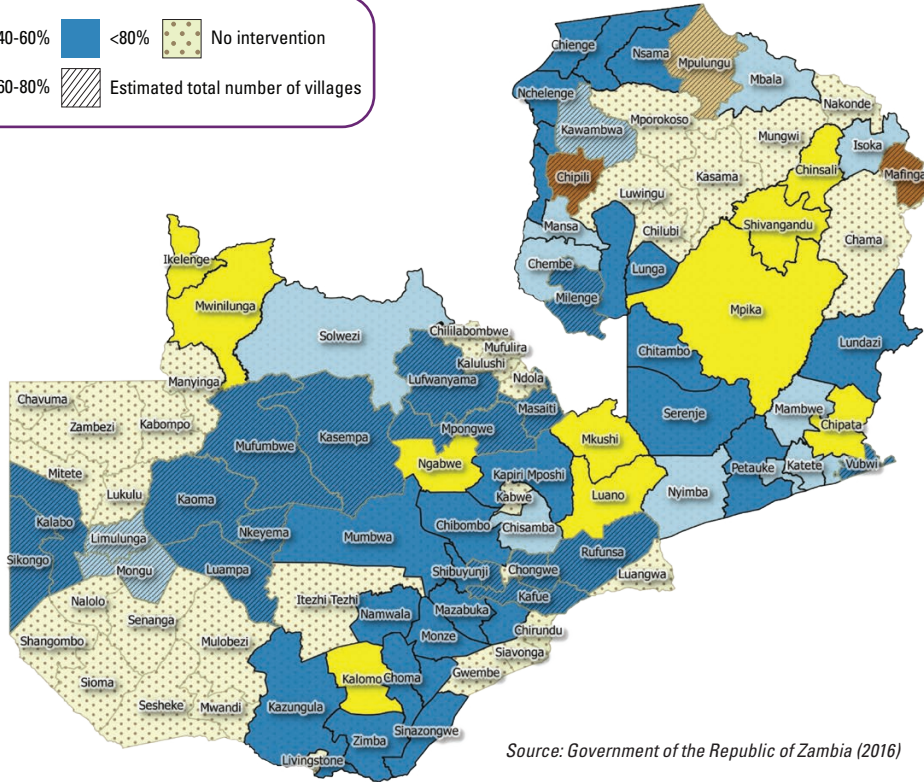 40-60%
<80%
No intervention
60-80%
Estimated total number of villages
Chienge
Nsama
Mpulungu
Mbala
Nchelenge
Nakonde
Kawambwa
Mporokoso
Mungwi
Isoka
Chinsali
Mafinga
Chipili
Kasama
Luwingu
Mansa
Shivangandu
Chilubi
Chama
Chembe
Lunga
Milenge
Mpika
Ikelenge
Mwinilunga
Solwezi
Chililabombwe
Mufulira
Kalulushi
Chitambo
Lundazi
Manyinga
Lufwanyama
Ndola
Chavuma
Masaiti
Mambwe
Zambezi
Kabompo
Serenje
Chipata
Mpongwe
Mufumbwe
Kasempa
Mkushi
Ngabwe
Petauke
Katete
Vubwi
Mitete
Kapiri Mposhi
Nyimba
Lukulu
Kaoma
Kabwe
Luano
Kalabo
Limulunga
Nkeyema
Mumbwa
Chibombo
Chisamba
Sikongo
Mongu
Luampa
Shibuyunji
Chongwe
Rufunsa
Luangwa
Nalolo
Itezhi Tezhi
Kafue
Senanga
Namwala
Mazabuka
Shangombo
Mulobezi
Monze
Chirundu
Siavonga
Sioma
Kalomo
Choma
Gwembe
Sesheke
Mwandi
Kazungula
Sinazongwe
Zimba
Livingstone
Source: Government of the Republic of Zambia (2016)